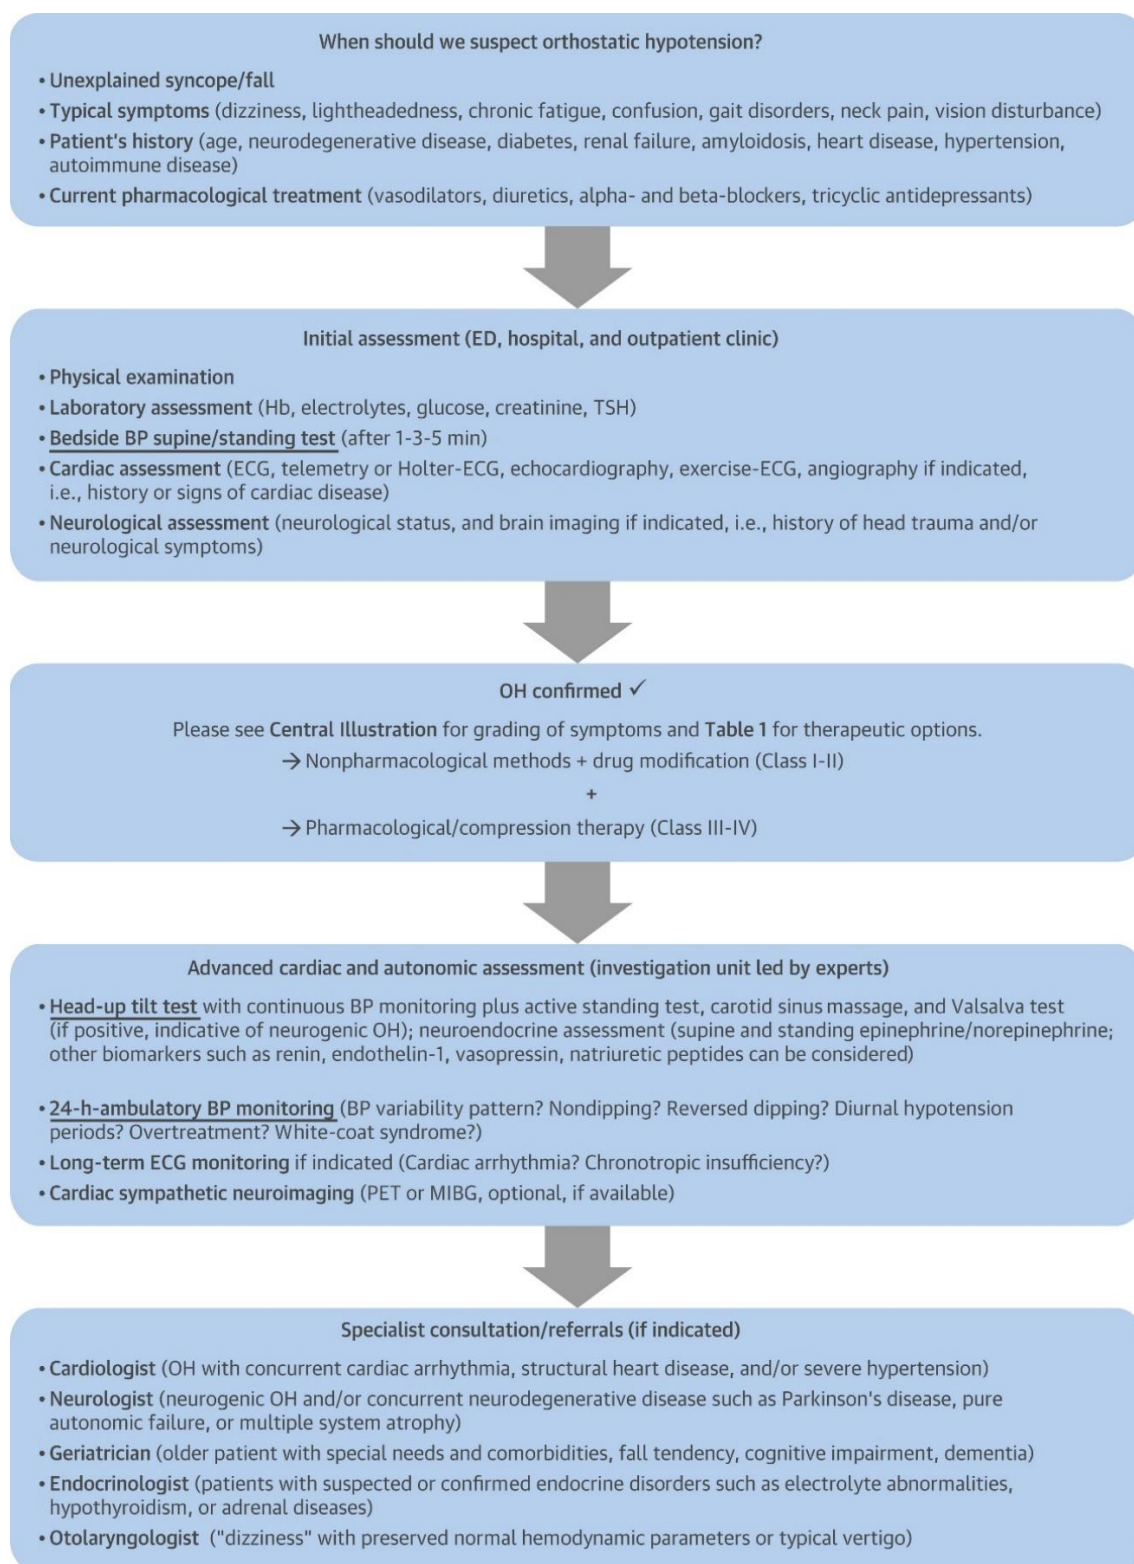 When should we suspect orthostatic hypotension?
• Unexplained syncope/fall
• Typical symptoms (dizziness, lightheadedness, chronic fatigue, confusion, gait disorders, neck pain, vision disturbance)
• Patient's history (age, neurodegenerative disease, diabetes, renal failure, amyloidosis, heart disease, hypertension,
autoimmune disease)
• Current pharmacological treatment (vasodilators, diuretics, alpha- and beta-blockers, tricyclic antidepressants)
Initial assessment (ED, hospital, and outpatient clinic)
• Physical examination
• Laboratory assessment (Hb, electrolytes, glucose, creatinine, TSH)
• Bedside BP supine/standing test (after 1-3-5 min)
• Cardiac assessment (ECG, telemetry or Holter-ECG, echocardiography, exercise-ECG, angiography if indicated,
i.e., history or signs of cardiac disease)
• Neurological assessment (neurological status, and brain imaging if indicated, i.e., history of head trauma and/or
neurological symptoms)
OH confirmed ✓
Please see Central Illustration for grading of symptoms and Table 1 for therapeutic options.
→ Nonpharmacological methods + drug modification (Class I-II)
+
→ Pharmacological/compression therapy (Class III-IV)
Advanced cardiac and autonomic assessment (investigation unit led by experts)
• Head-up tilt test with continuous BP monitoring plus active standing test, carotid sinus massage, and Valsalva test
(if positive, indicative of neurogenic OH); neuroendocrine assessment (supine and standing epinephrine/norepinephrine;
other biomarkers such as renin, endothelin-1, vasopressin, natriuretic peptides can be considered)
• 24-h-ambulatory BP monitoring (BP variability pattern? Nondipping? Reversed dipping? Diurnal hypotension
periods? Overtreatment? White-coat syndrome?)
• Long-term ECG monitoring if indicated (Cardiac arrhythmia? Chronotropic insufficiency?)
• Cardiac sympathetic neuroimaging (PET or MIBG, optional, if available)
Specialist consultation/referrals (if indicated)
• Cardiologist (OH with concurrent cardiac arrhythmia, structural heart disease, and/or severe hypertension)
• Neurologist (neurogenic OH and/or concurrent neurodegenerative disease such as Parkinson's disease, pure
autonomic failure, or multiple system atrophy)
• Geriatrician (older patient with special needs and comorbidities, fall tendency, cognitive impairment, dementia)
• Endocrinologist (patients with suspected or confirmed endocrine disorders such as electrolyte abnormalities,
hypothyroidism, or adrenal diseases)
• Otolaryngologist ("dizziness" with preserved normal hemodynamic parameters or typical vertigo)